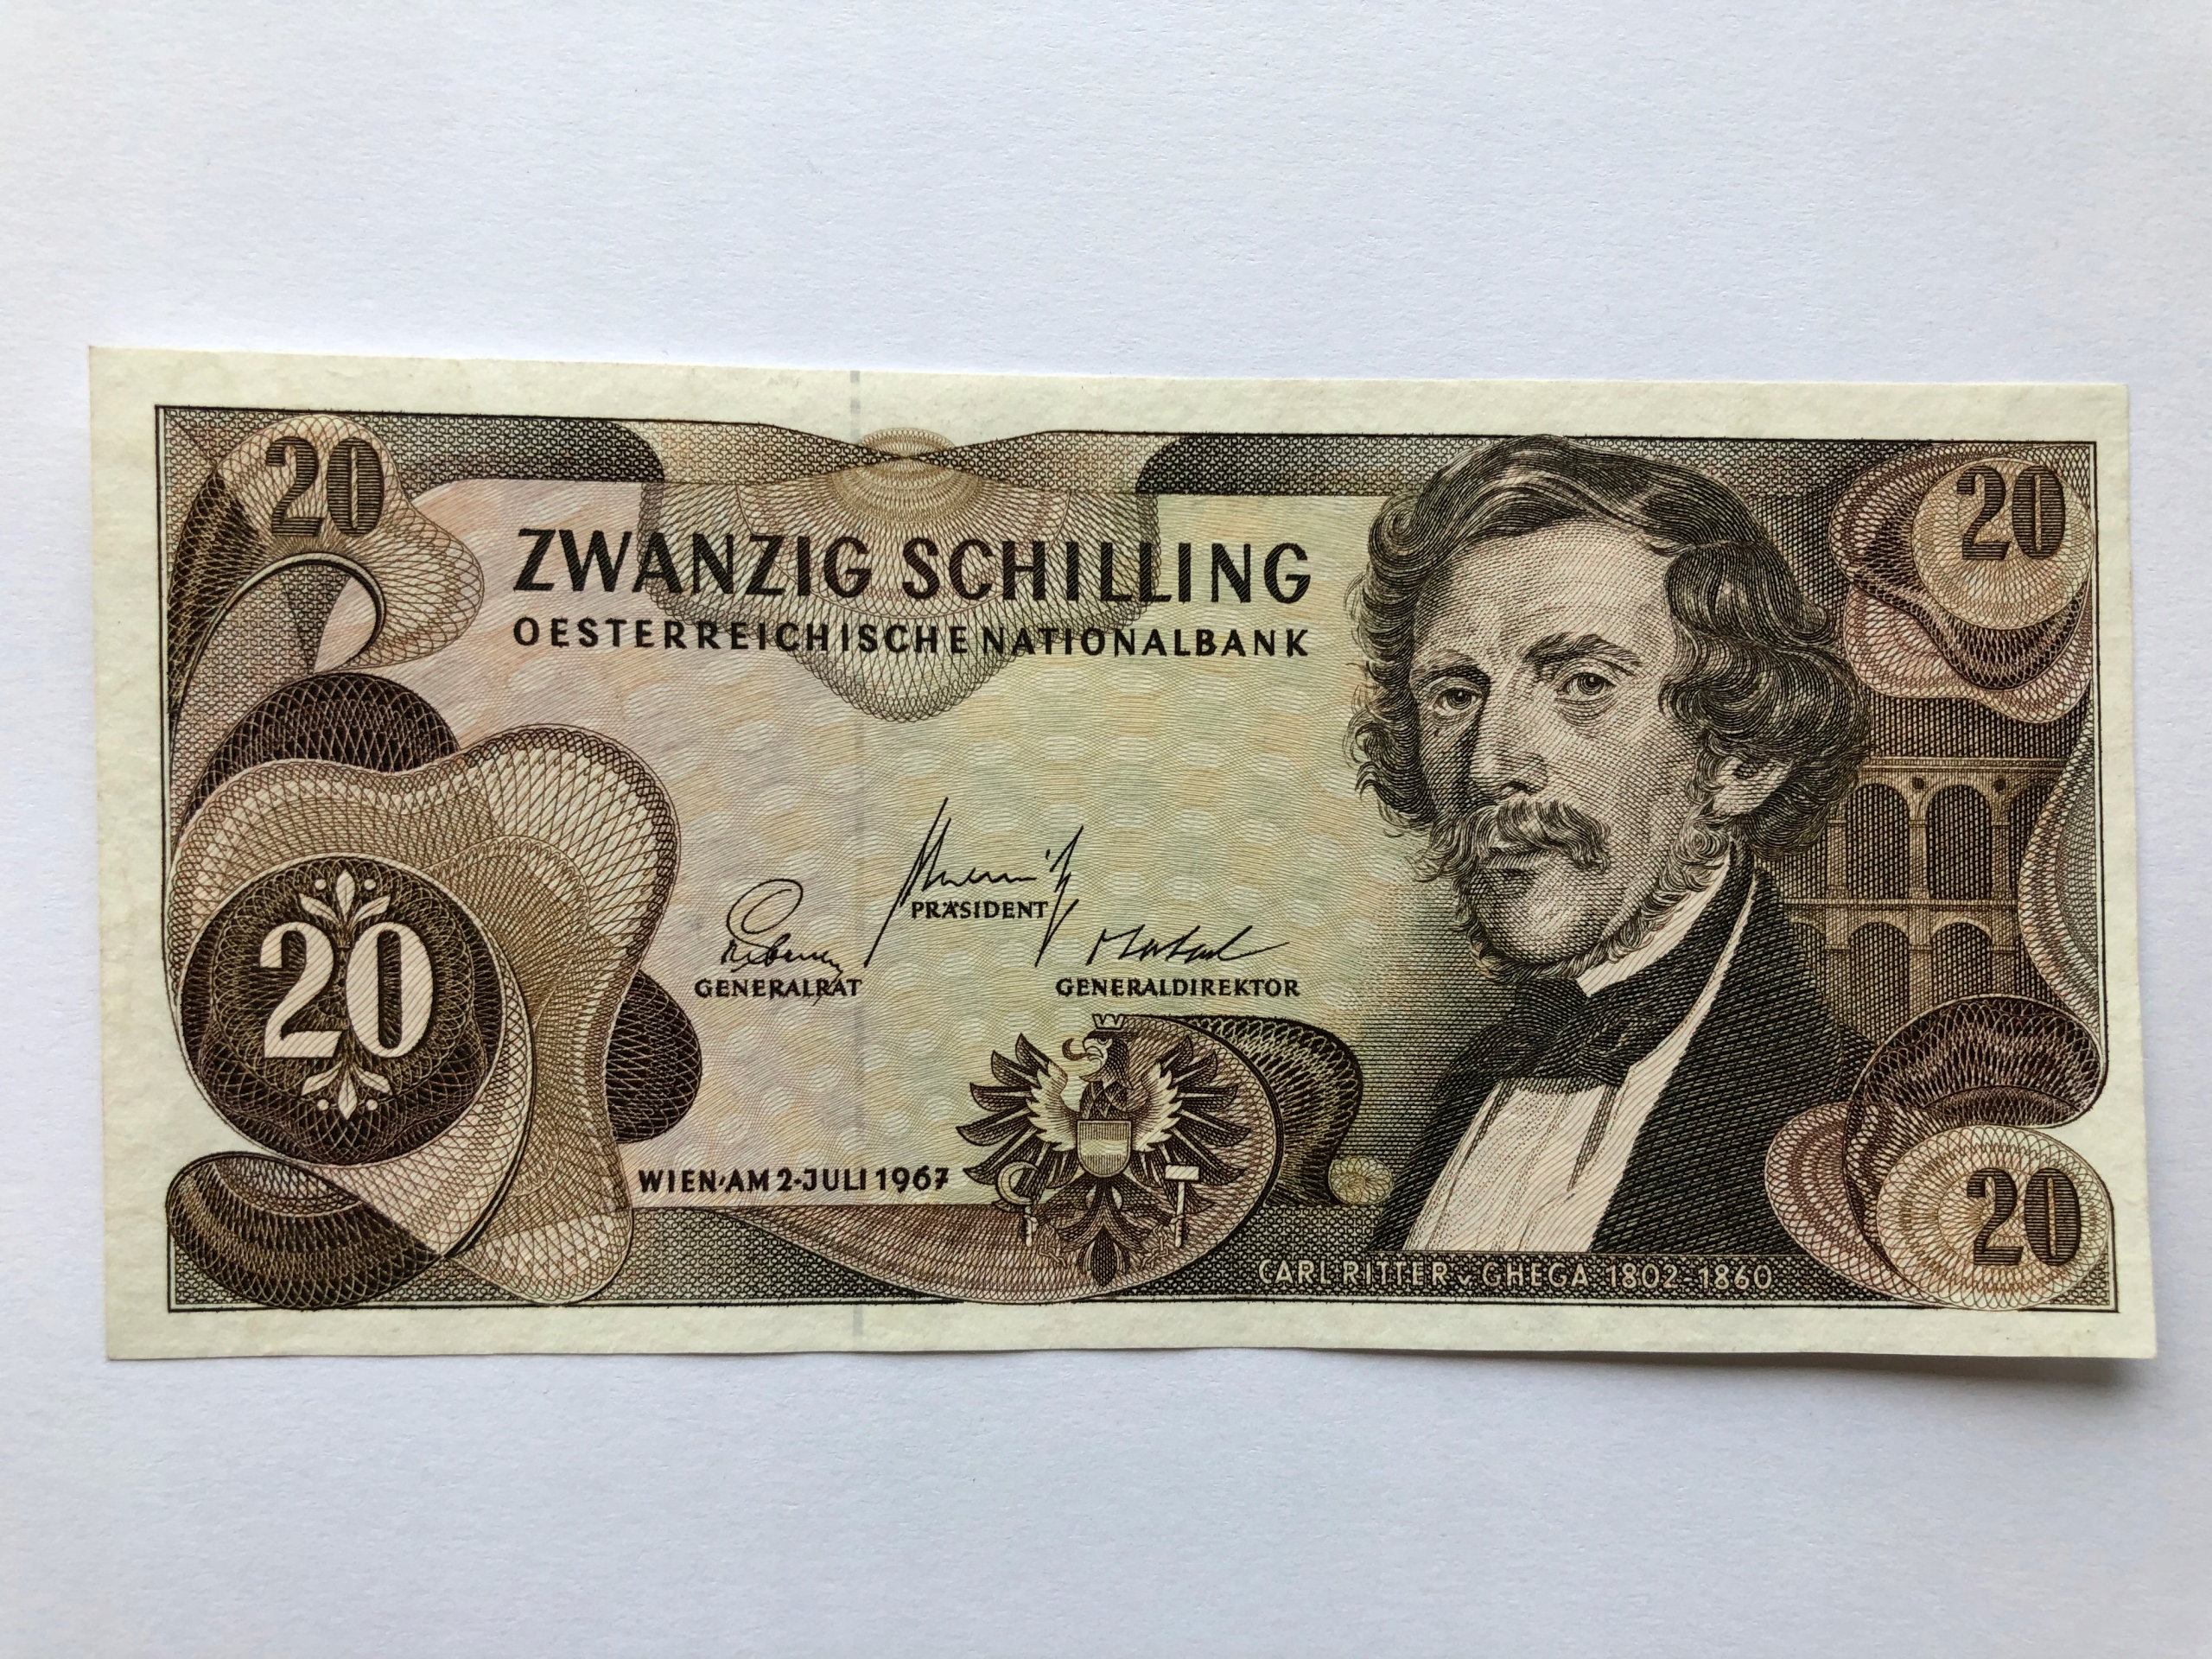 20
20
ZWANZIG SCHILLING
OESTERREICHISCHE NATIONALBANK
PRÄSIDENT
GENERALRAT
GENERALDIREKTOR
20
WIEN·AM 2·JULI 1967
CARL RITTER v GHEGA 1802-1860
20